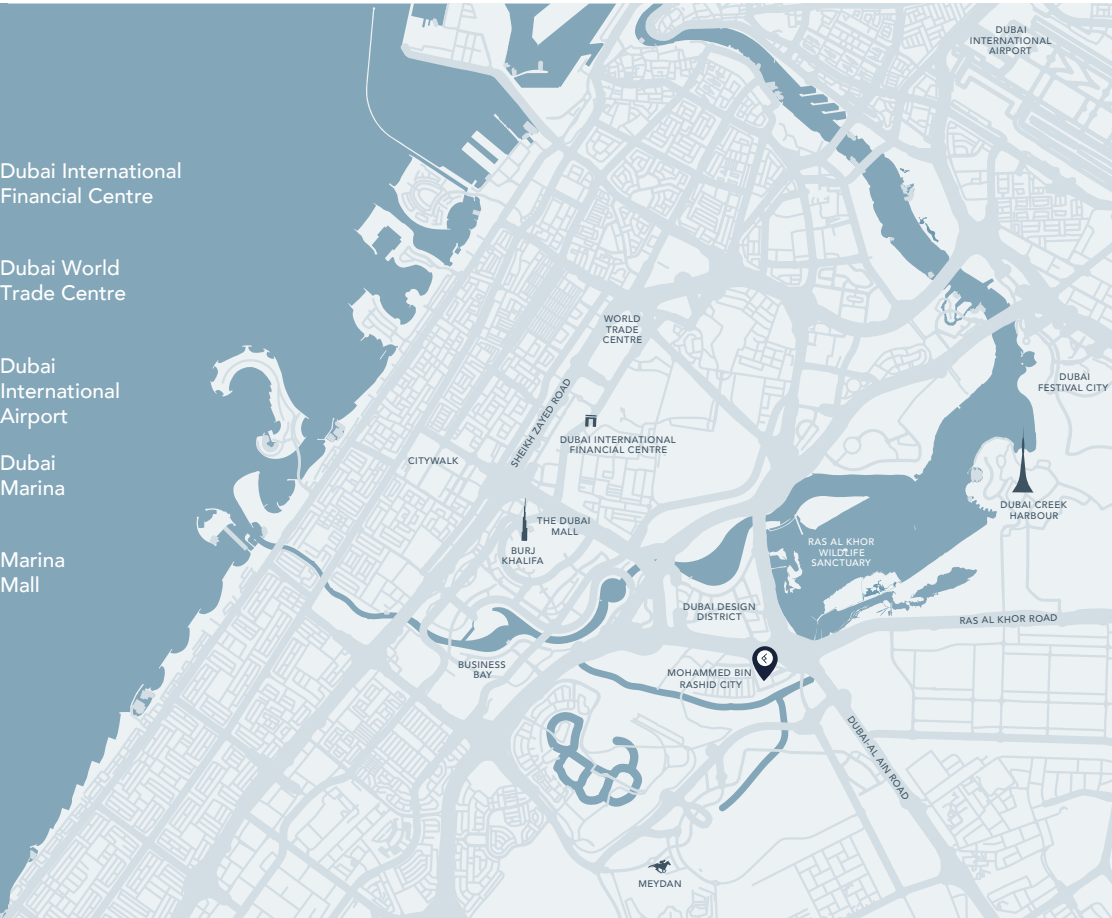 Dubai International
Financial Centre
Dubai World
Trade Centre
Dubai
International
Airport
Dubai
Marina
Marina
Mall
DUBAI
INTERNATIONAL
AIRPORT
WORLD
TRADE
CENTRE
DUBAI
FESTIVAL CITY
SHEIKH ZAYED ROAD
DUBAI INTERNATIONAL
FINANCIAL CENTRE
CITYWALK
DUBAI CREEK
HARBOUR
THE DUBAI
MALL
BURJ
KHALIFA
RAS AL KHOR
WILDLIFE
SANCTUARY
DUBAI DESIGN
DISTRICT
RAS AL KHOR ROAD
BUSINESS
BAY
MOHAMMED BIN
RASHID CITY
DUBAI-AL AIN ROAD
MEYDAN